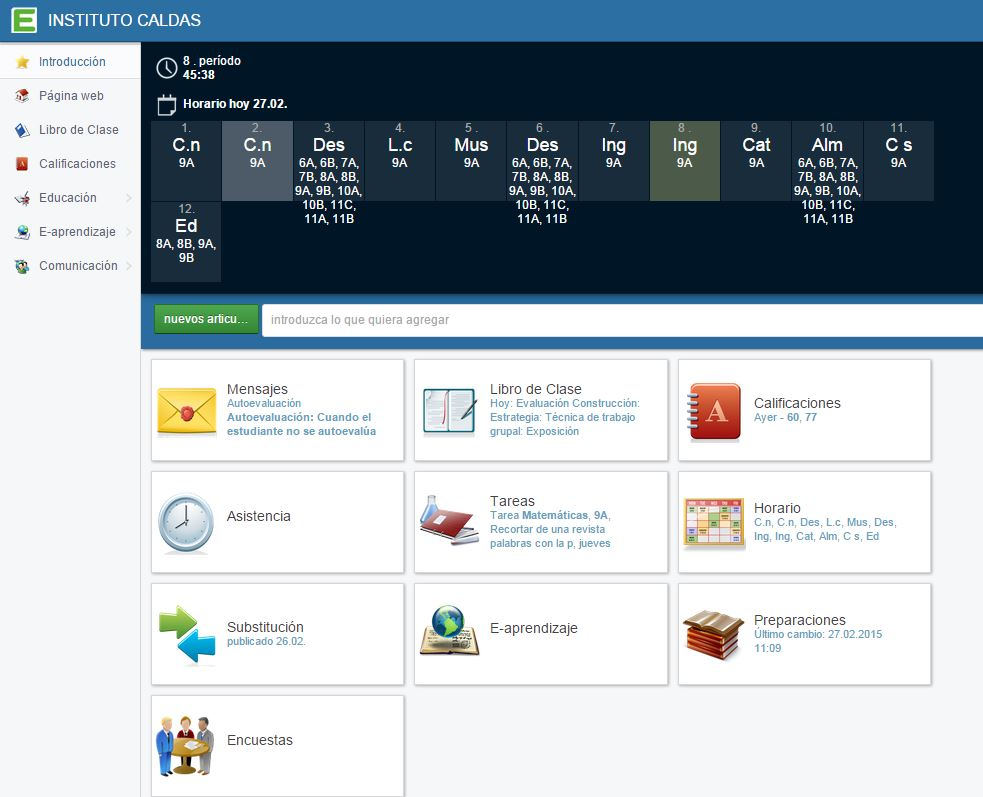 INSTITUTO CALDAS
Introducción
Página web
Libro de Clase
Calificaciones
Educación
E-aprendizaje
Comunicación
8 . período
45:38
Horario hoy 27.02.
1.
C.n
9A
2.
C.n
9A
3.
Des
6A, 6B, 7A,
7B, 8A, 8B,
9A, 9B, 10A,
10B, 11C,
11A, 11B
4.
L.c
9A
5 .
Mus
9A
6 .
Des
6A, 6B, 7A,
7B, 8A, 8B,
9A, 9B, 10A,
10B, 11C,
11A, 11B
7.
Ing
9A
8 .
Ing
9A
9.
Cat
9A
10.
Alm
6A, 6B, 7A,
7B, 8A, 8B,
9A, 9B, 10A,
10B, 11C,
11A, 11B
11.
C s
9A
12.
Ed
8A, 8B, 9A,
9B
nuevos articu...
introduzca lo que quiera agregar
Mensajes
Autoevaluación
Autoevaluación: Cuando el
estudiante no se autoevalúa
Libro de Clase
Hoy: Evaluación Construcción:
Estrategia: Técnica de trabajo
grupal: Exposición
Calificaciones
Ayer - 60, 77
Asistencia
Tareas
Tarea Matemáticas, 9A,
Recortar de una revista
palabras con la p, jueves
Horario
C.n, C.n, Des, L.c, Mus, Des,
Ing, Ing, Cat, Alm, C s, Ed
Substitución
publicado 26.02.
E-aprendizaje
Preparaciones
Último cambio: 27.02.2015
11:09
Encuestas